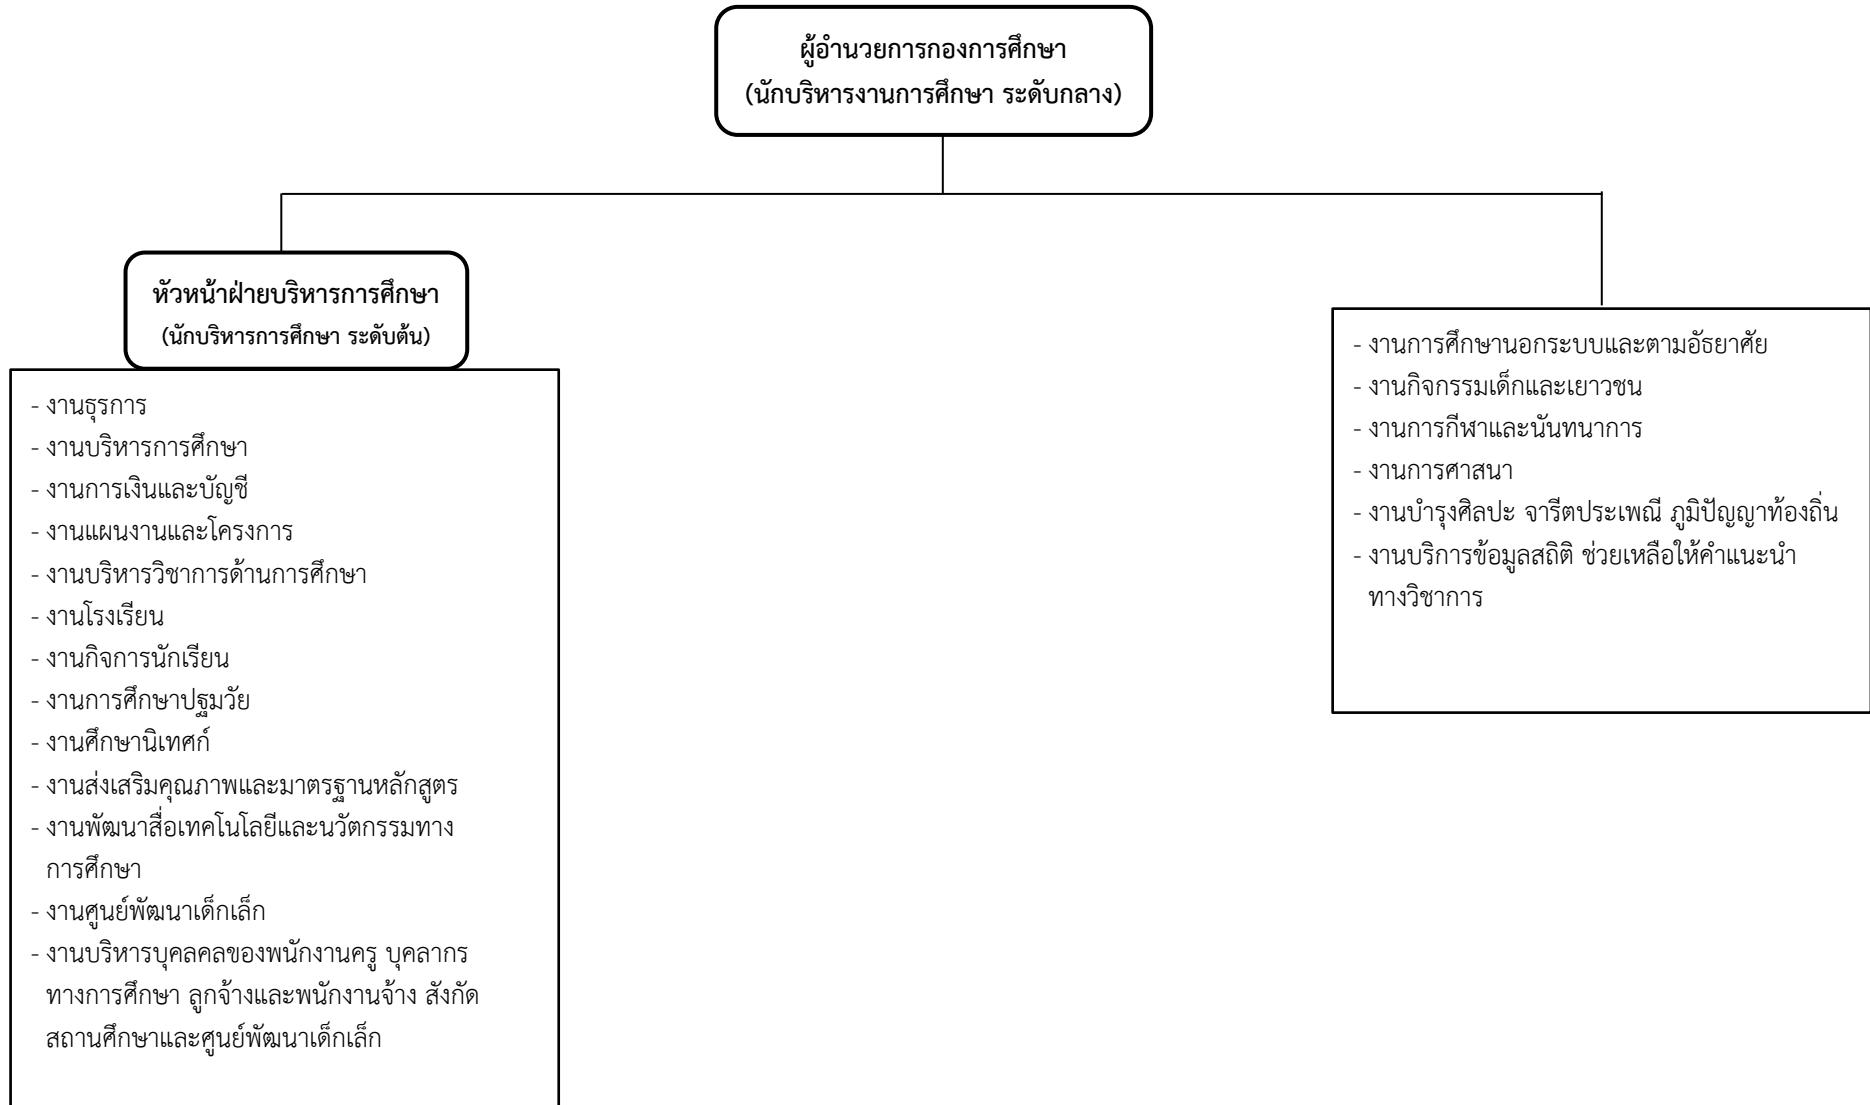 ผู้อำนวยการกองการศึกษา
(นักบริหารงานการศึกษา ระดับกลาง)
หัวหน้าฝ่ายบริหารการศึกษา
(นักบริหารการศึกษา ระดับต้น)
- งานธุรการ
- งานบริหารการศึกษา
- งานการเงินและบัญชี
- งานแผนงานและโครงการ
- งานบริหารวิชาการด้านการศึกษา
- งานโรงเรียน
- งานกิจการนักเรียน
- งานการศึกษาปฐมวัย
- งานศึกษานิเทศก์
- งานส่งเสริมคุณภาพและมาตรฐานหลักสูตร
- งานพัฒนาสื่อเทคโนโลยีและนวัตกรรมทาง
การศึกษา
- งานศูนย์พัฒนาเด็กเล็ก
- งานบริหารบุคลคลของพนักงานครู บุคลากร
ทางการศึกษา ลูกจ้างและพนักงานจ้าง สังกัด
สถานศึกษาและศูนย์พัฒนาเด็กเล็ก
- งานการศึกษานอกระบบและตามอัธยาศัย
- งานกิจกรรมเด็กและเยาวชน
- งานการกีฬาและนันทนาการ
- งานการศาสนา
- งานบำรุงศิลปะ จารีตประเพณี ภูมิปัญญาท้องถิ่น
- งานบริการข้อมูลสถิติ ช่วยเหลือให้คำแนะนำ
ทางวิชาการ